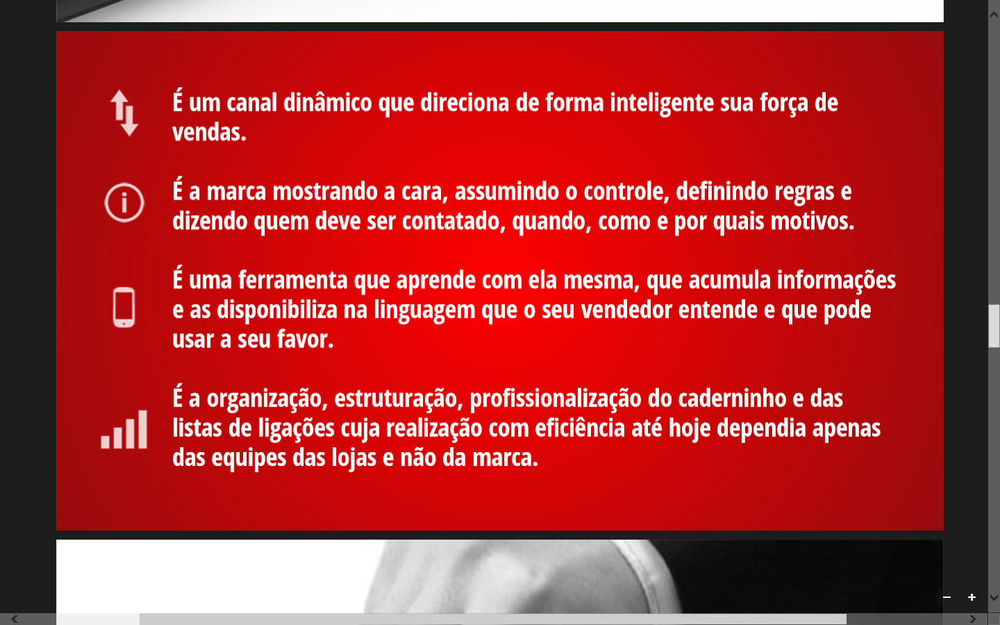 É um canal dinâmico que direciona de forma inteligente sua força de
vendas.
É a marca mostrando a cara, assumindo o controle, definindo regras e
dizendo quem deve ser contatado, quando, como e por quais motivos.
É uma ferramenta que aprende com ela mesma, que acumula informações
e as disponibiliza na linguagem que o seu vendedor entende e que pode
usar a seu favor.
É a organização, estruturação, profissionalização do caderninho e das
listas de ligações cuja realização com eficiência até hoje dependia apenas
das equipes das lojas e não da marca.